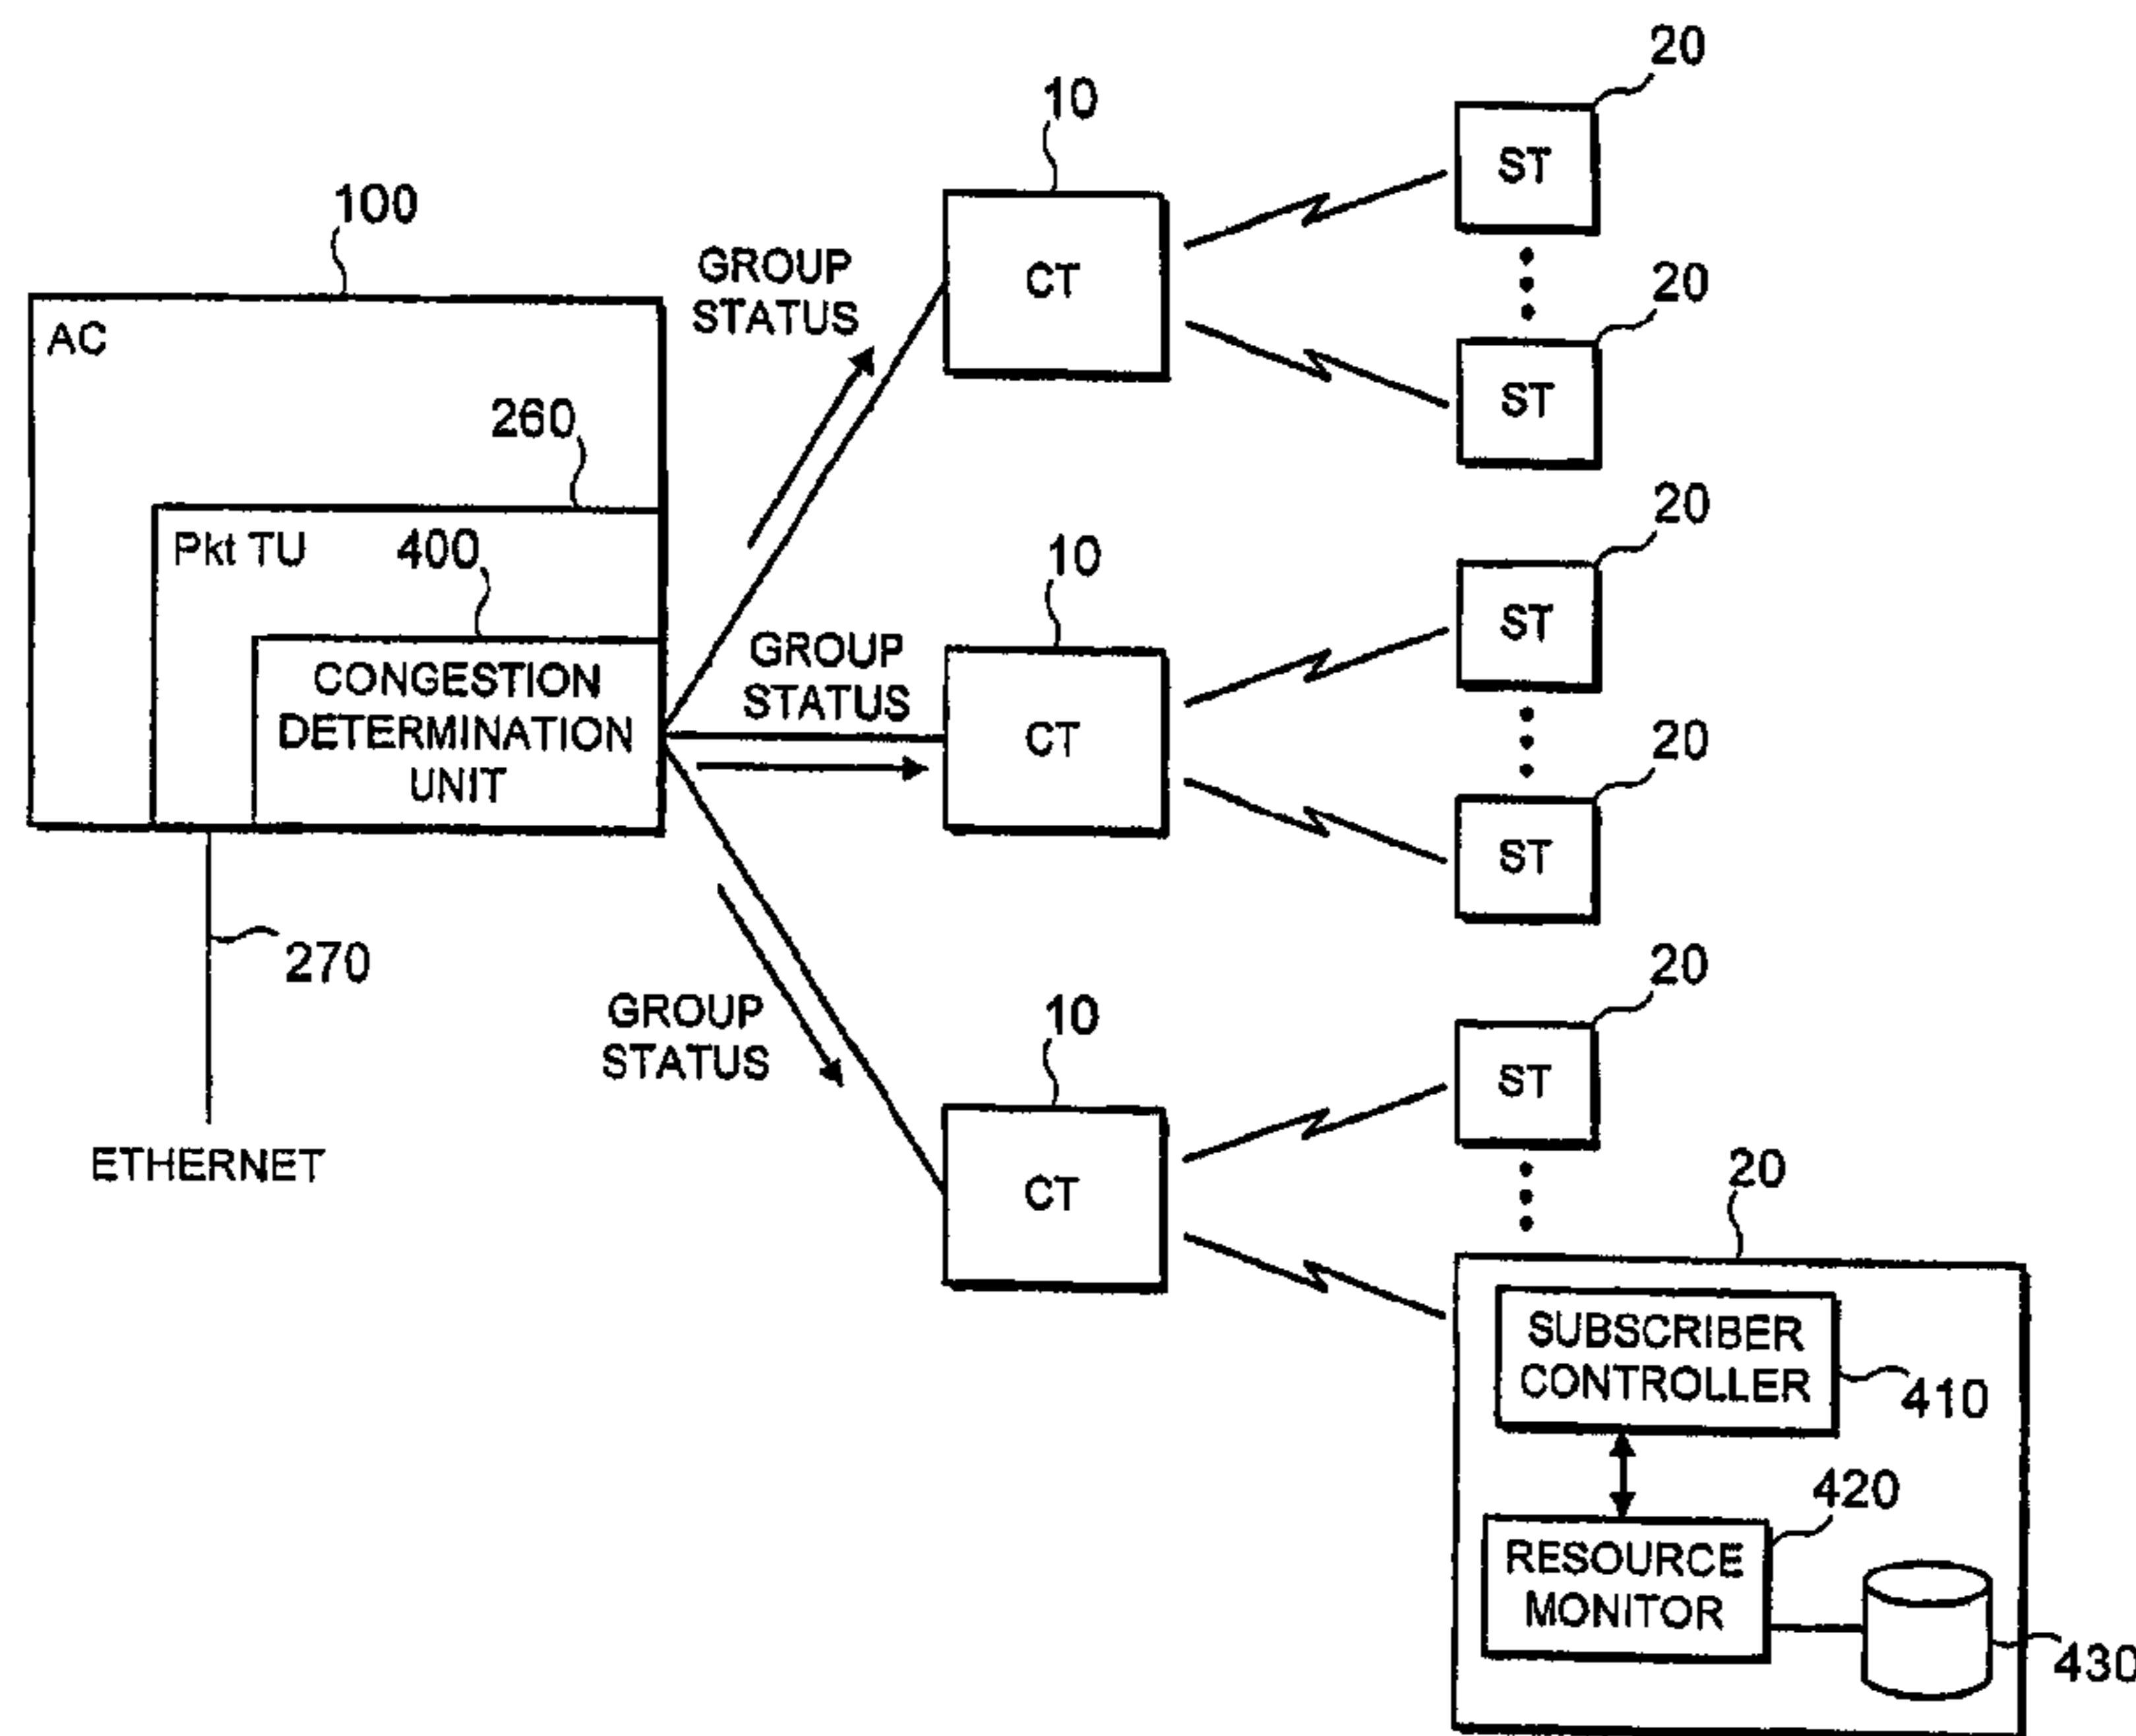 100
AC
260
Pkt TU
400
CONGESTION
DETERMINATION
UNIT
270
ETHERNET
GROUP
STATUS
10
CT
20
ST
20
ST
GROUP
STATUS
10
CT
20
ST
20
ST
GROUP
STATUS
10
CT
20
ST
20
SUBSCRIBER
CONTROLLER
410
420
RESOURCE
MONITOR
430